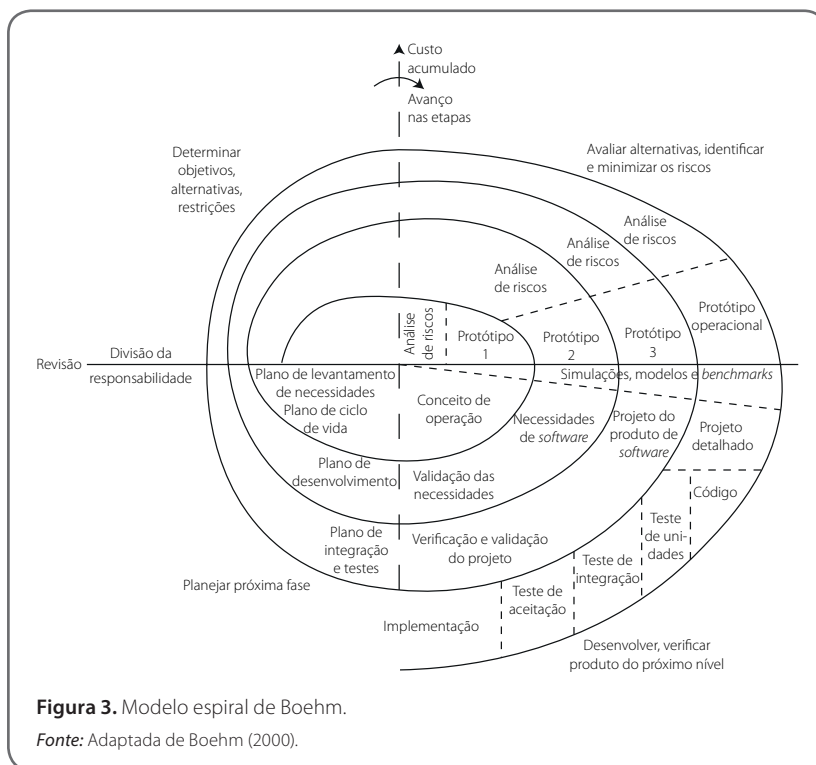 Custo
acumulado
Avanço
nas etapas
Determinar
objetivos,
alternativas,
restrições
Avaliar alternativas, identificar
e minimizar os riscos
Análise
de riscos
Análise
de riscos
Análise
de riscos
Análise
de riscos
Protótipo
1
Protótipo
2
Protótipo
3
Protótipo
operacional
Revisão
Divisão da
responsabilidade
Simulações, modelos e benchmarks
Plano de levantamento
de necessidades
Plano de ciclo
de vida
Conceito de
operação
Necessidades
de software
Projeto do
produto de
software
Projeto
detalhado
Plano de
desenvolvimento
Validação das
necessidades
Código
Teste
de uni-
dades
Plano de
integração
e testes
Verificação e validação
do projeto
Teste de
integração
Teste de
aceitação
Planejar próxima fase
Implementação
Desenvolver, verificar
produto do próximo nível
Figura 3. Modelo espiral de Boehm.
Fonte: Adaptada de Boehm (2000).